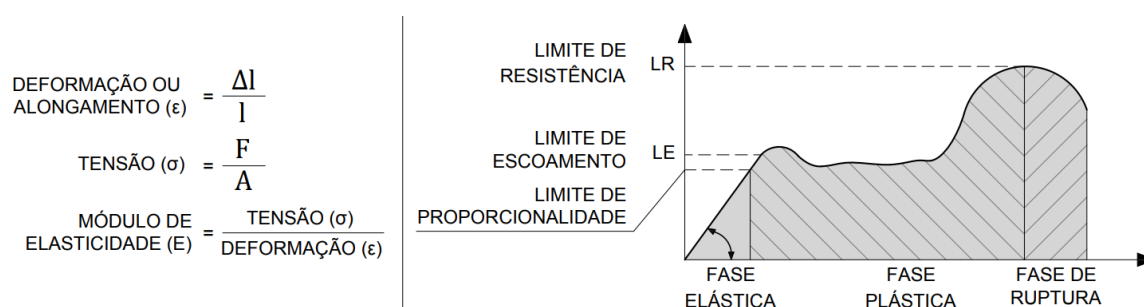 DEFORMAÇÃO OU
ALONGAMENTO (ε) = Δl / l
TENSÃO (σ) = F / A
MÓDULO DE
ELASTICIDADE (E) = TENSÃO (σ) / DEFORMAÇÃO (ε)
LIMITE DE
RESISTÊNCIA
LR
LIMITE DE
ESCOAMENTO
LE
LIMITE DE
PROPORCIONALIDADE
FASE
ELÁSTICA
FASE
PLÁSTICA
FASE DE
RUPTURA